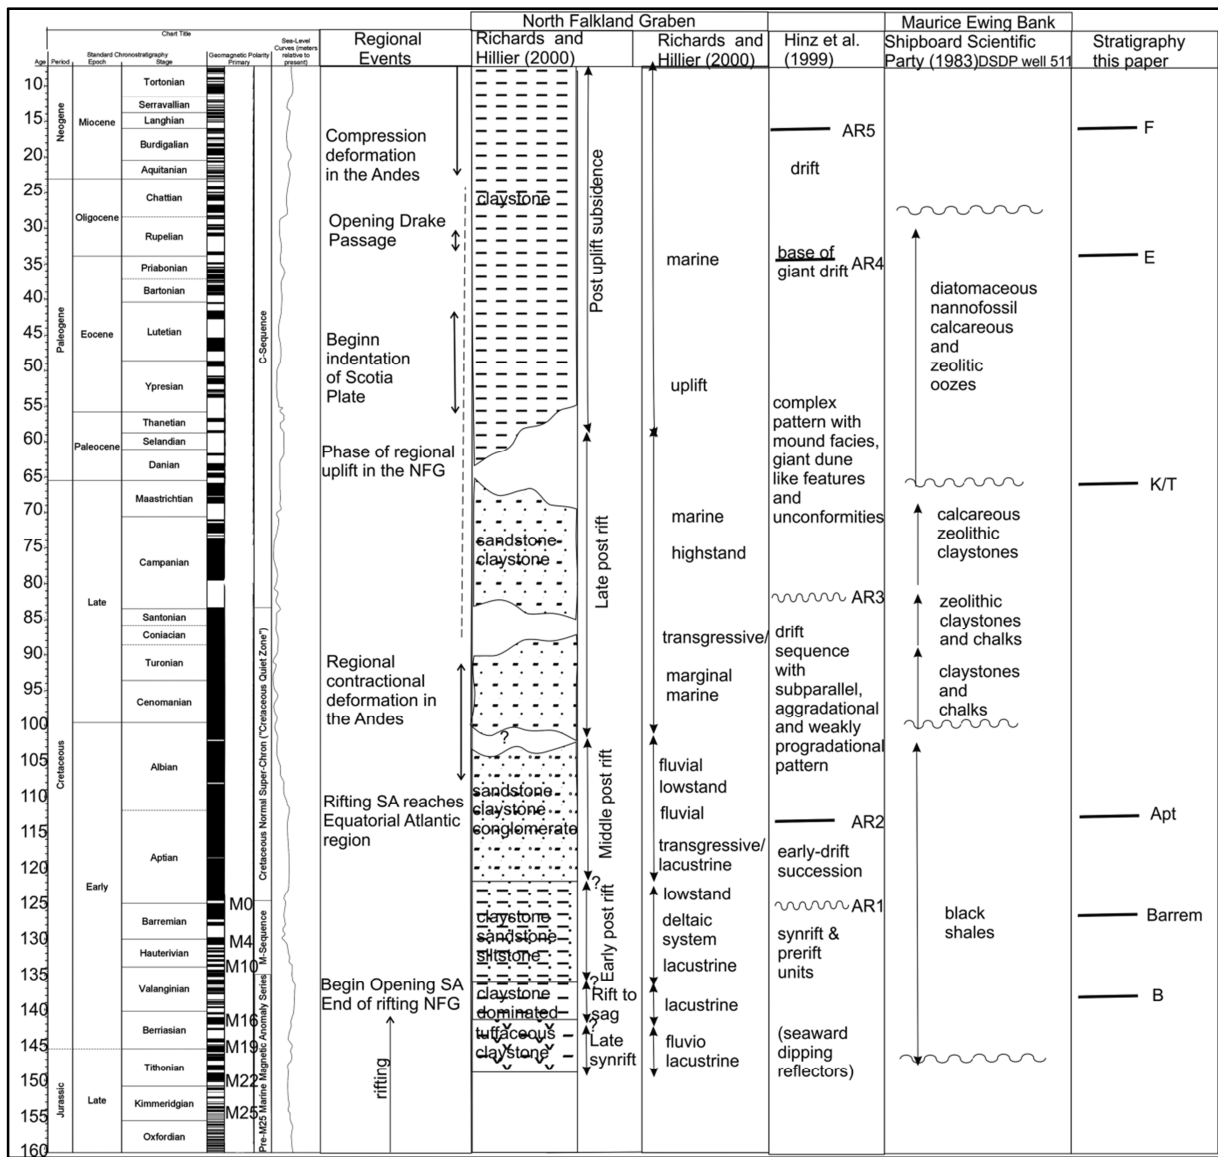 Chart Title
Standard Chronostratigraphy
Geomagnetic Polarity
Sea-Level
Curves (meters
relative to
present)
Age
Period
Epoch
Stage
Primary
Regional
Events
North Falkland Graben
Richards and
Hillier (2000)
Richards and
Hillier (2000)
Hinz et al.
(1999)
Maurice Ewing Bank
Shipboard Scientific
Party (1983)DSDP well 511
Stratigraphy
this paper
10
15
20
25
30
35
40
45
50
55
60
65
70
75
80
85
90
95
100
105
110
115
120
125
130
135
140
145
150
155
160
Neogene
Paleogene
Cretaceous
Jurassic
Miocene
Oligocene
Eocene
Paleocene
Late
Early
Late
Tortonian
Serravallian
Langhian
Burdigalian
Aquitanian
Chattian
Rupelian
Priabonian
Bartonian
Lutetian
Ypresian
Thanetian
Selandian
Danian
Maastrichtian
Campanian
Santonian
Coniacian
Turonian
Cenomanian
Albian
Aptian
Barremian
Hauterivian
Valanginian
Berriasian
Tithonian
Kimmeridgian
Oxfordian
M0
M4
M10
M16
M19
M22
M25
C-Sequence
Cretaceous Normal Super-Chron ("Cretaceous Quiet Zone")
M-Sequence
Pre-M25 Marine Magnetic Anomaly Series
Compression
deformation
in the Andes
Opening Drake
Passage
Beginn
indentation
of Scotia
Plate
Phase of regional
uplift in the NFG
Regional
contractional
deformation in
the Andes
Rifting SA reaches
Equatorial Atlantic
region
Begin Opening SA
End of rifting NFG
rifting
claystone
sandstone
claystone
?
sandstone
claystone
conglomerate
claystone
sandstone
siltstone
claystone
dominated
tuffaceous
claystone
Post uplift subsidence
Late post rift
Middle post rift
?
Early post rift
?
Rift to
sag
?
Late
synrift
marine
uplift
marine
highstand
transgressive/
marginal
marine
fluvial
lowstand
fluvial
transgressive/
lacustrine
lowstand
deltaic
system
lacustrine
lacustrine
fluvio
lacustrine
AR5
drift
base of
giant drift
AR4
complex
pattern with
mound facies,
giant dune
like features
and
unconformities
AR3
drift
sequence
with
subparallel,
aggradational
and weakly
progradational
pattern
AR2
early-drift
succession
AR1
synrift &
prerift
units
(seaward
dipping
reflectors)
diatomaceous
nannofossil
calcareous
and
zeolitic
oozes
calcareous
zeolithic
claystones
zeolithic
claystones
and chalks
claystones
and
chalks
black
shales
F
E
K/T
Apt
Barrem
B